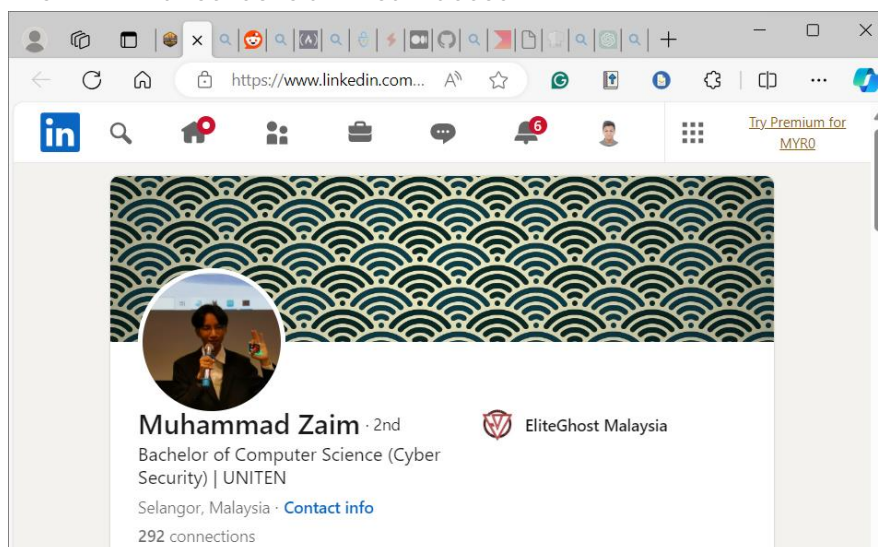 https://www.linkedin.com...
in
6
Try Premium for
MYR0
Muhammad Zaim · 2nd
EliteGhost Malaysia
Bachelor of Computer Science (Cyber
Security) | UNITEN
Selangor, Malaysia · Contact info
292 connections